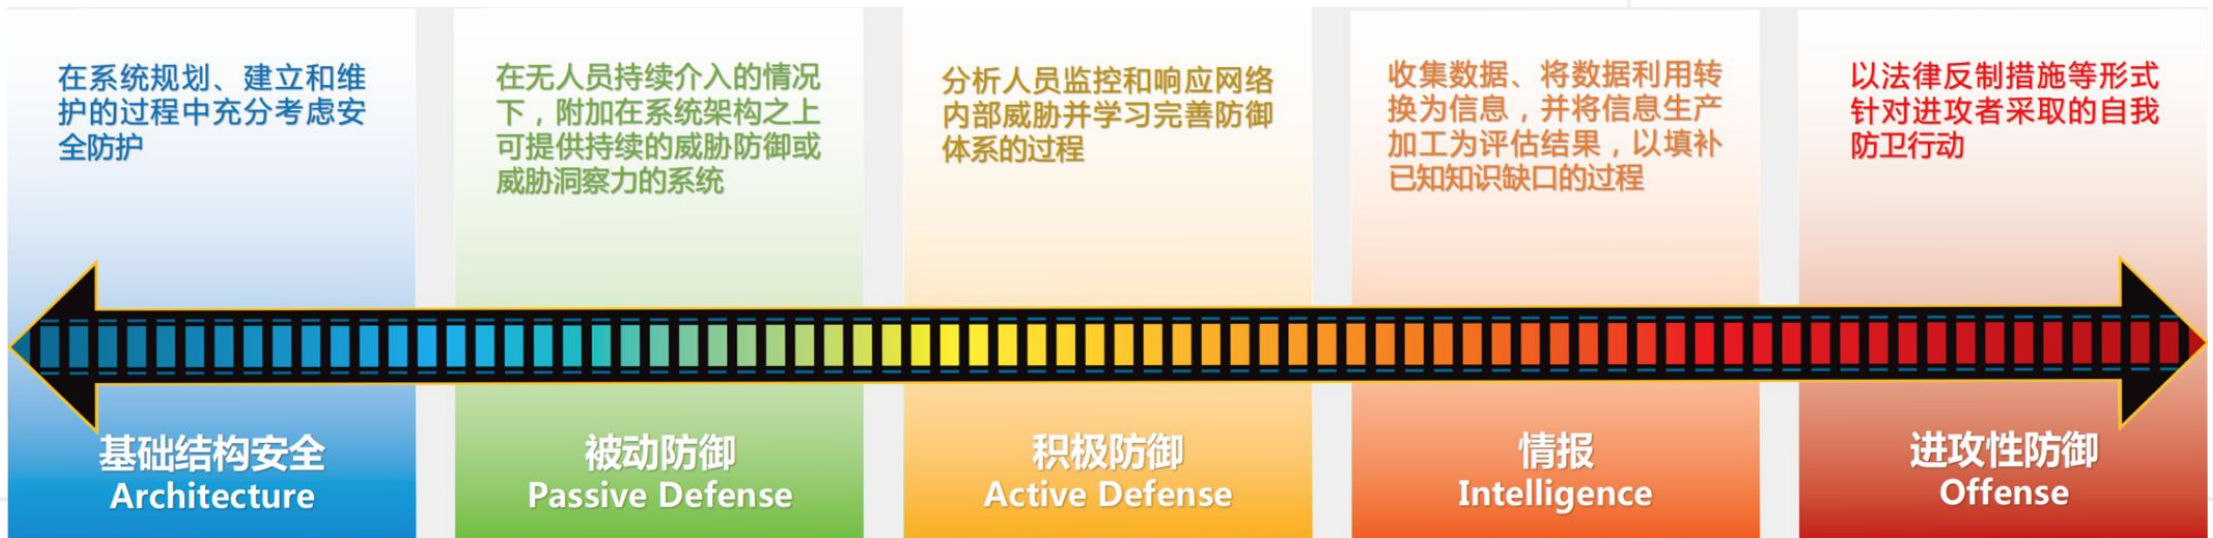 在系统规划、建立和维
护的过程中充分考虑安
全防护
在无人员持续介入的情况
下，附加在系统架构之上
可提供持续的威胁防御或
威胁洞察力的系统
分析人员监控和响应网络
内部威胁并学习完善防御
体系的过程
收集数据、将数据利用转
换为信息，并将信息生产
加工为评估结果，以填补
已知知识缺口的过程
以法律反制措施等形式
针对进攻者采取的自我
防卫行动
基础结构安全
Architecture
被动防御
Passive Defense
积极防御
Active Defense
情报
Intelligence
进攻性防御
Offense